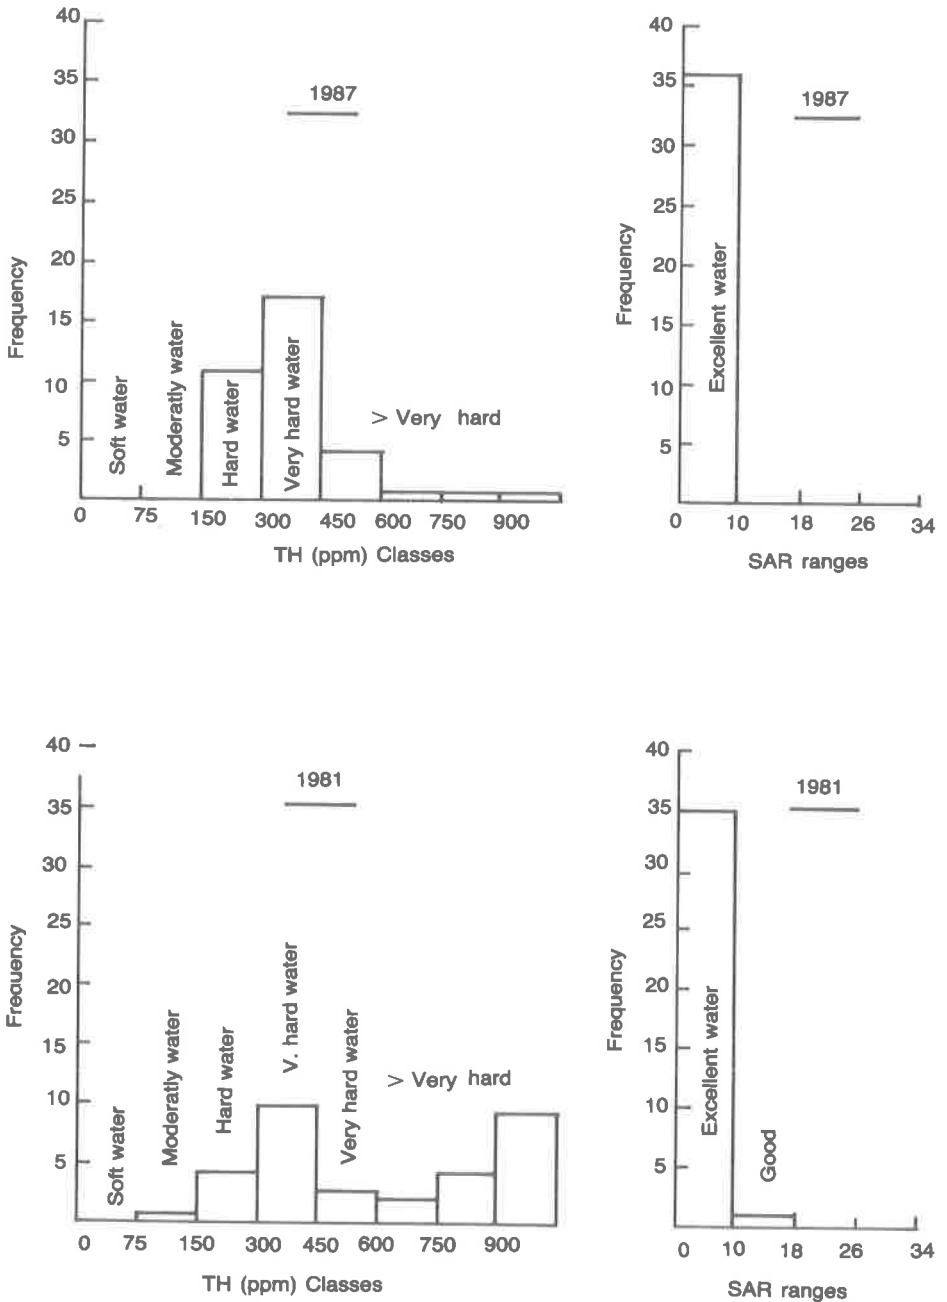 40
35
30
25
20
15
10
5
Frequency
1987
Soft water
Moderatly water
Hard water
Very hard water
> Very hard
0 75 150 300 450 600 750 900
TH (ppm) Classes
40
35
30
25
20
15
10
5
Frequency
1987
Excellent water
0 10 18 26 34
SAR ranges
40
35
30
25
20
15
10
5
Frequency
1981
Soft water
Moderatly water
Hard water
V. hard water
Very hard water
> Very hard
0 75 150 300 450 600 750 900
TH (ppm) Classes
40
35
30
25
20
15
10
5
Frequency
1981
Excellent water
Good
0 10 18 26 34
SAR ranges